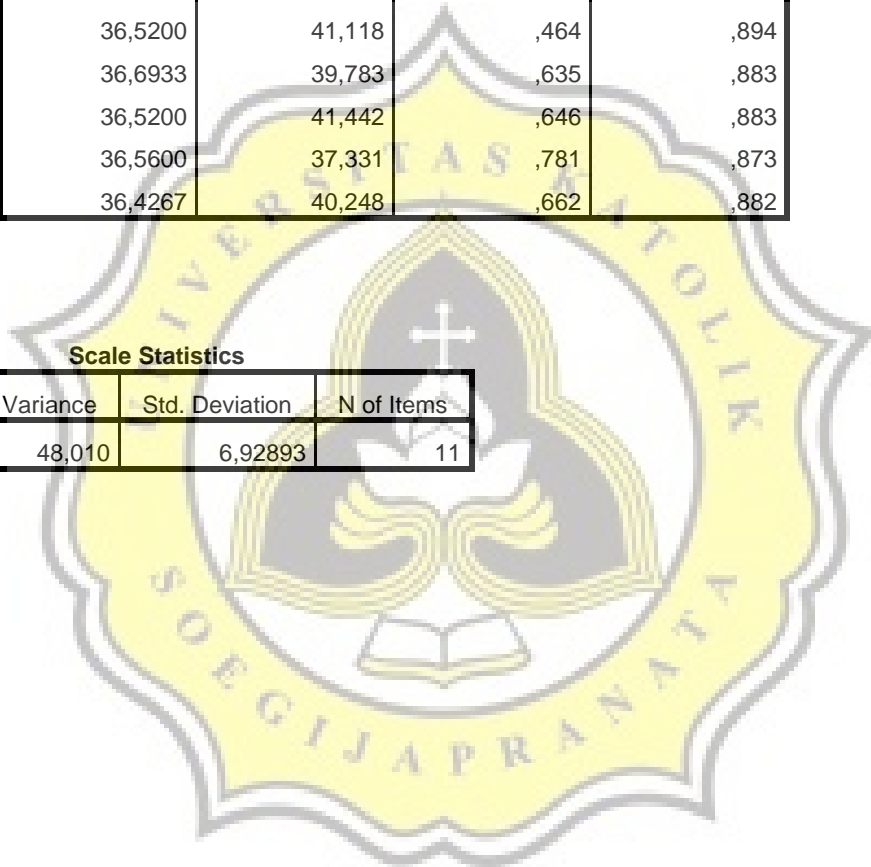 36,5200 41,118 ,464 ,894
36,6933 39,783 ,635 ,883
36,5200 41,442 ,646 ,883
36,5600 37,331 ,781 ,873
36,4267 40,248 ,662 ,882
Scale Statistics
Variance Std. Deviation N of Items
48,010 6,92893 11
UNIVERSITAS KATOLIK
SOEGIJAPRANATA